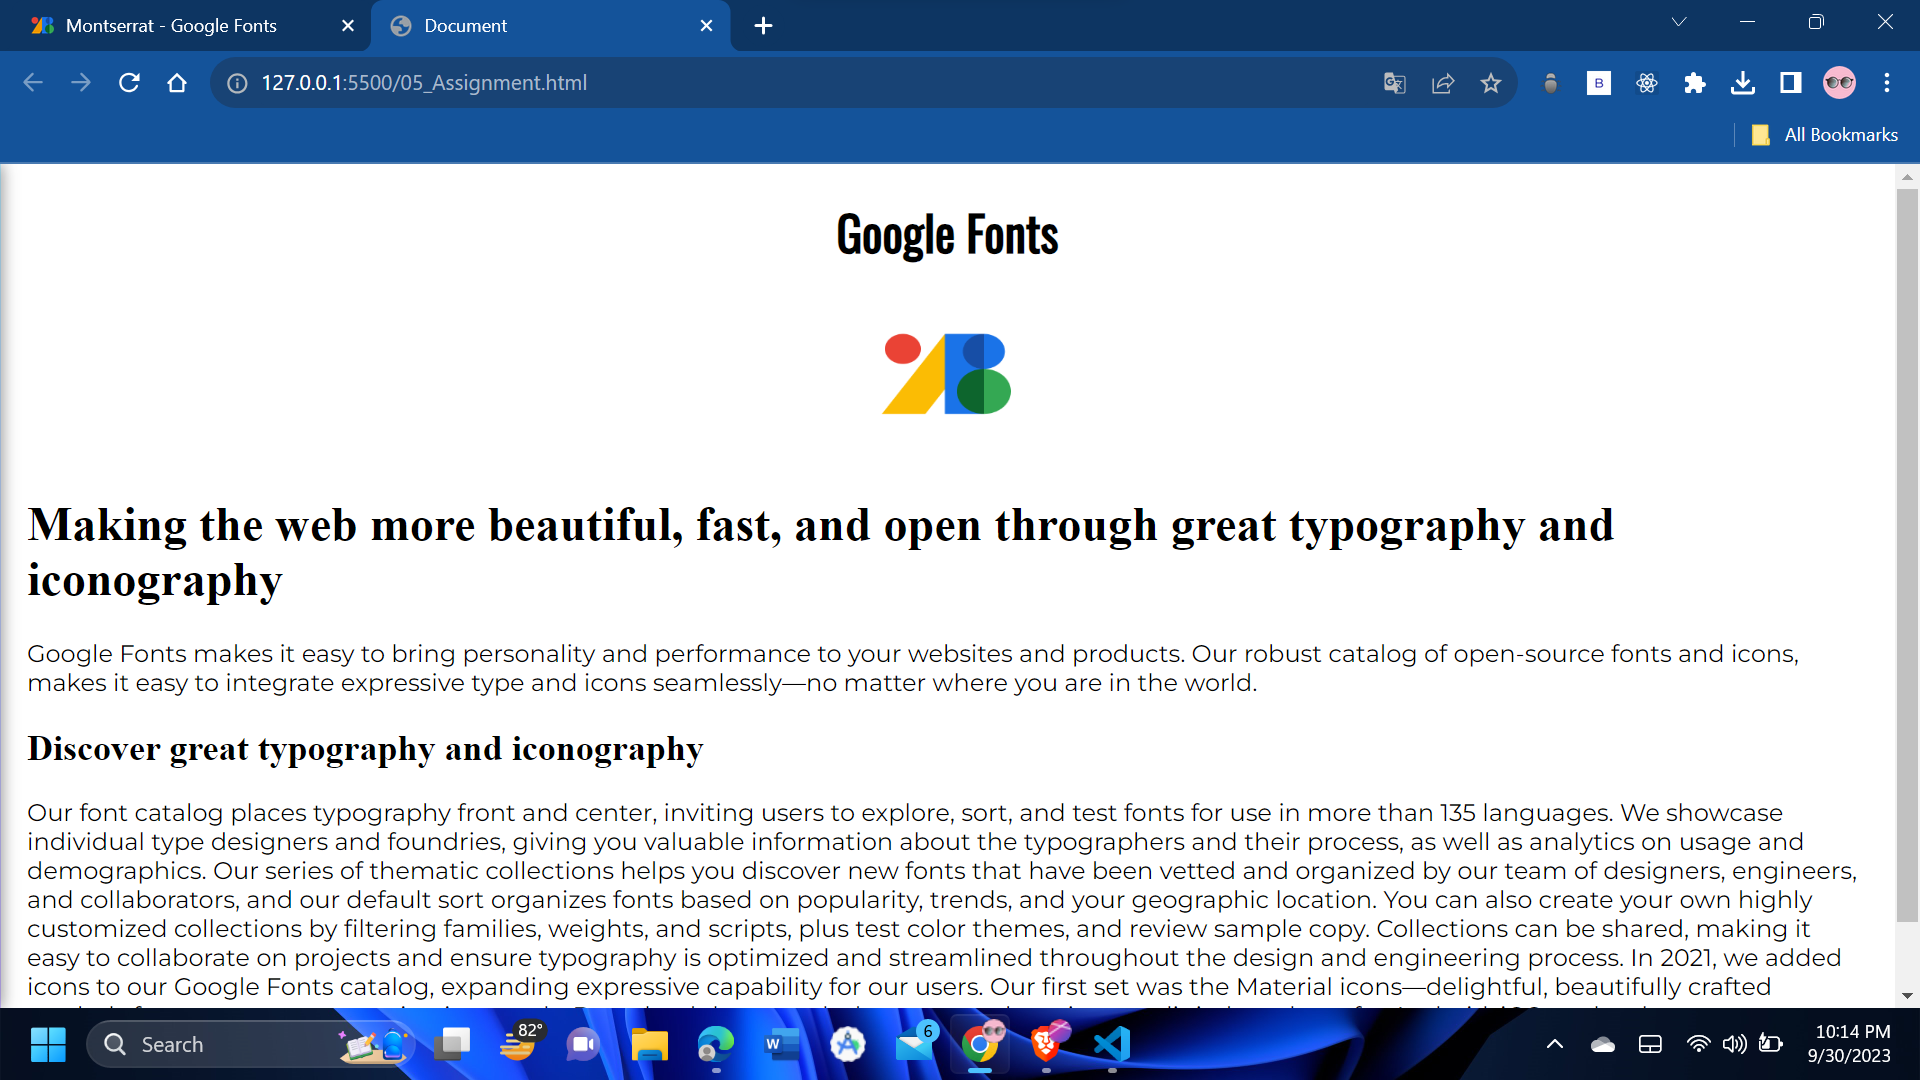 Montserrat - Google Fonts
Document
127.0.0.1:5500/05_Assignment.html
B
All Bookmarks
Google Fonts
Making the web more beautiful, fast, and open through great typography and
iconography
Google Fonts makes it easy to bring personality and performance to your websites and products. Our robust catalog of open-source fonts and icons,
makes it easy to integrate expressive type and icons seamlessly—no matter where you are in the world.
Discover great typography and iconography
Our font catalog places typography front and center, inviting users to explore, sort, and test fonts for use in more than 135 languages. We showcase
individual type designers and foundries, giving you valuable information about the typographers and their process, as well as analytics on usage and
demographics. Our series of thematic collections helps you discover new fonts that have been vetted and organized by our team of designers, engineers,
and collaborators, and our default sort organizes fonts based on popularity, trends, and your geographic location. You can also create your own highly
customized collections by filtering families, weights, and scripts, plus test color themes, and review sample copy. Collections can be shared, making it
easy to collaborate on projects and ensure typography is optimized and streamlined throughout the design and engineering process. In 2021, we added
icons to our Google Fonts catalog, expanding expressive capability for our users. Our first set was the Material icons—delightful, beautifully crafted
Search
82°
W
6
10:14 PM
9/30/2023